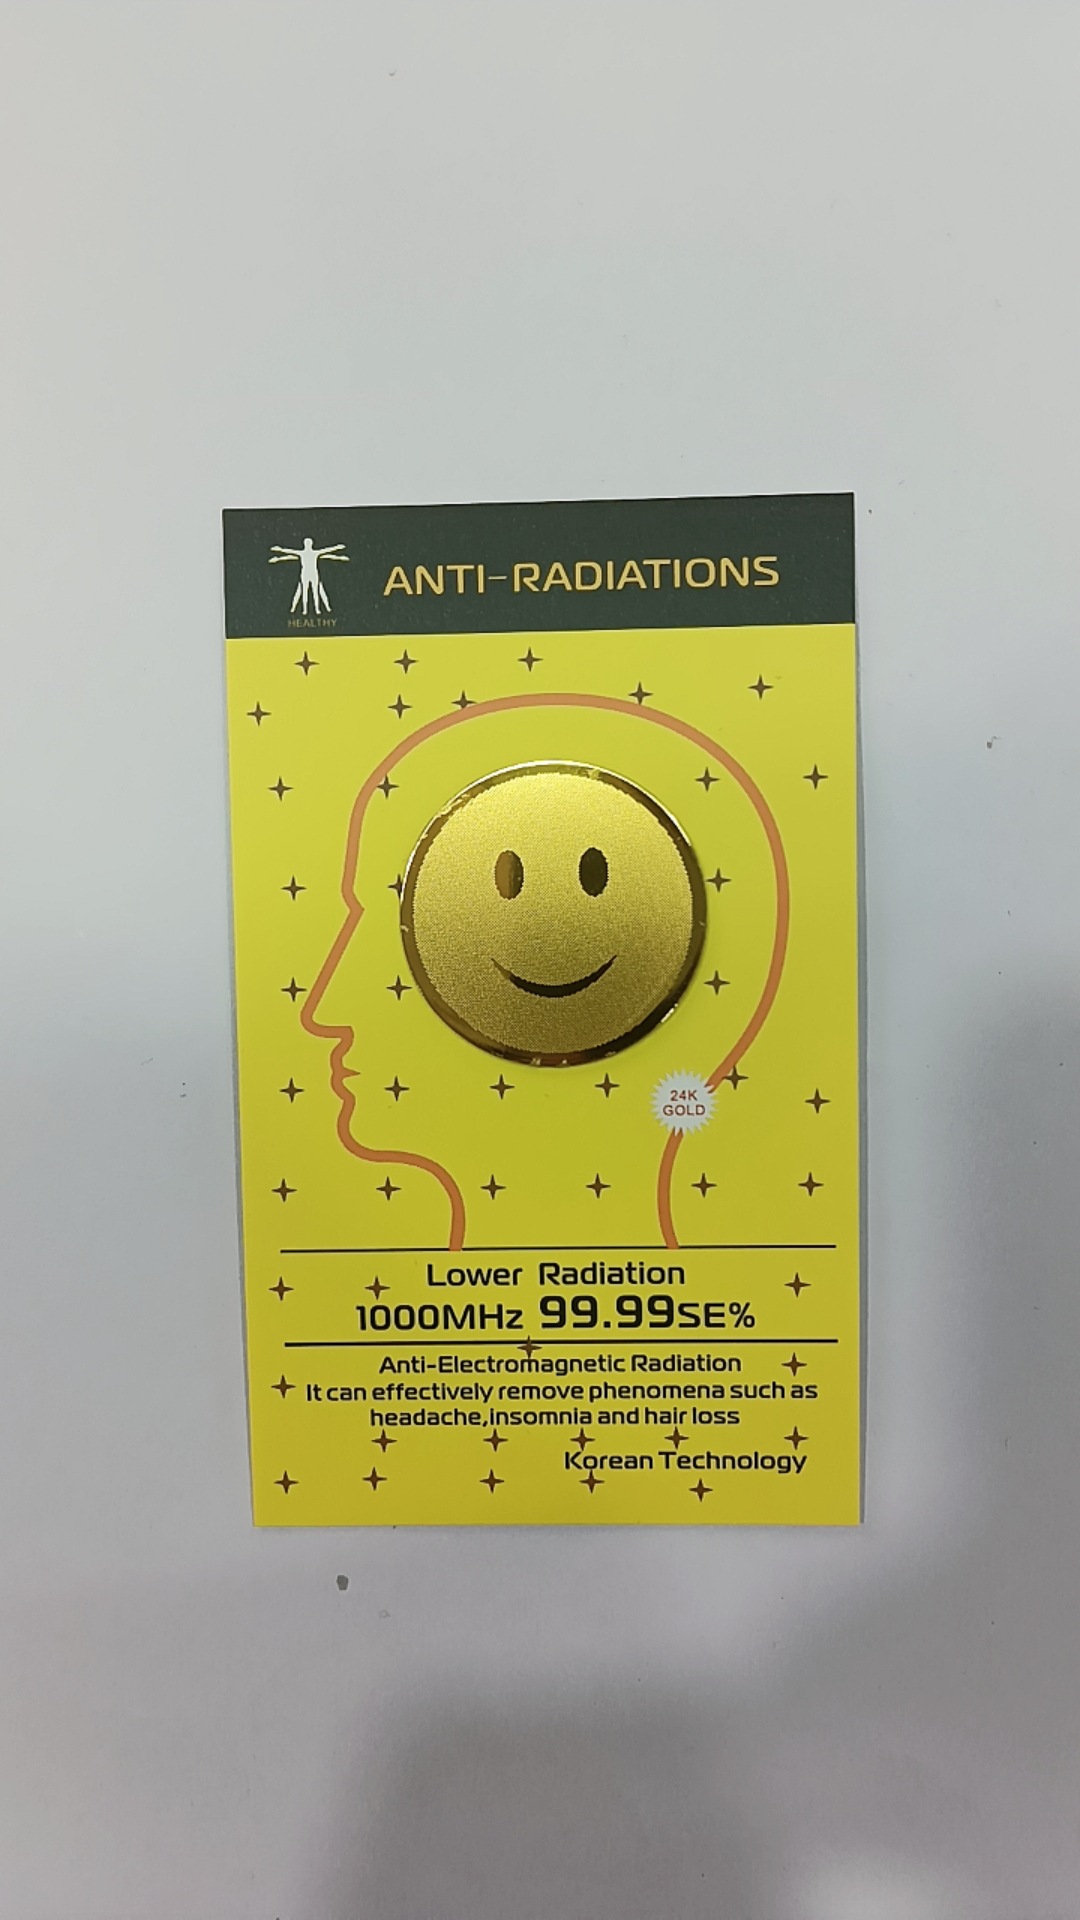 ANTI-RADIATIONS
HEALTHY
24K
GOLD
Lower Radiation
1000MHz 99.99SE%
Anti-Electromagnetic Radiation
It can effectively remove phenomena such as
headache,insomnia and hair loss
Korean Technology